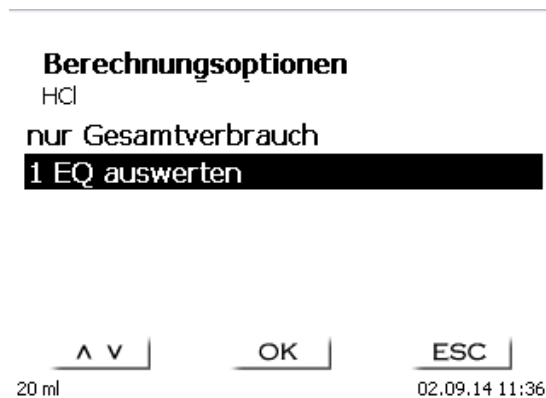 Berechnungsoptionen
HCl
nur Gesamtverbrauch
1 EQ auswerten
∧ ∨ OK ESC
20 ml 02.09.14 11:36